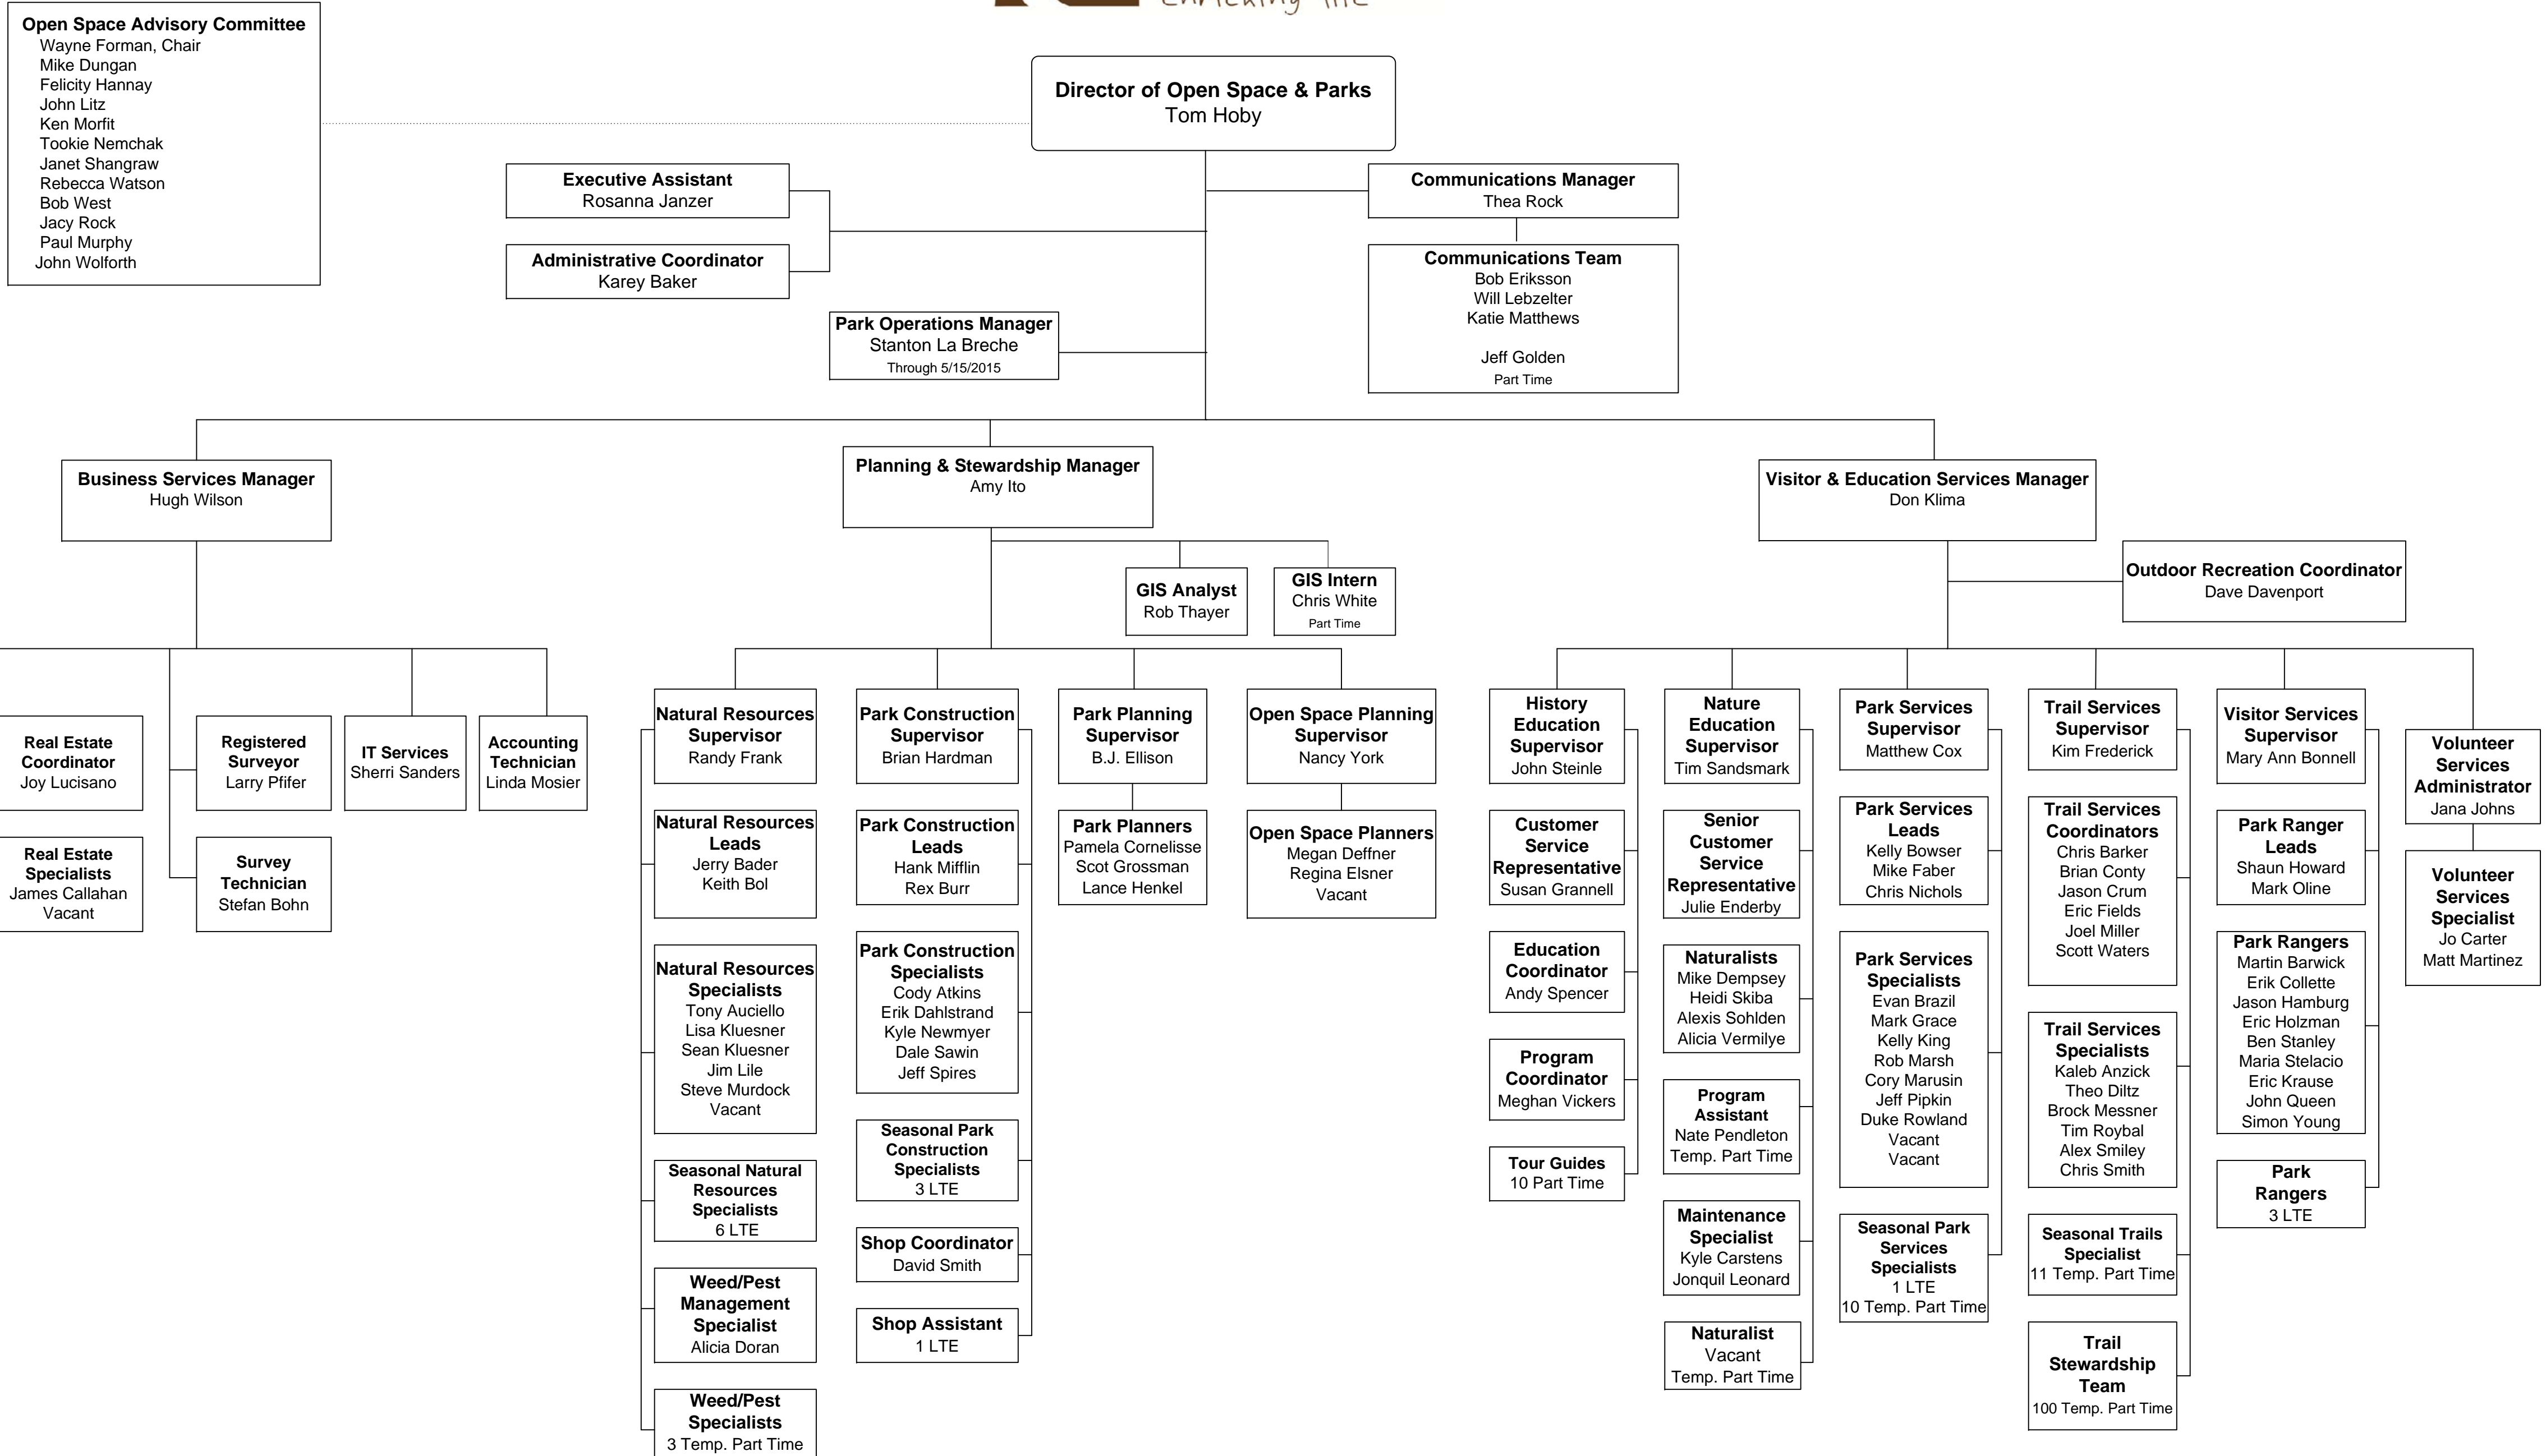 enriching life
Open Space Advisory Committee
Wayne Forman, Chair
Mike Dungan
Felicity Hannay
John Litz
Ken Morfit
Tookie Nemchak
Janet Shangraw
Rebecca Watson
Bob West
Jacy Rock
Paul Murphy
John Wolforth
Director of Open Space & Parks
Tom Hoby
Executive Assistant
Rosanna Janzer
Administrative Coordinator
Karey Baker
Communications Manager
Thea Rock
Communications Team
Bob Eriksson
Will Lebzelter
Katie Matthews
Jeff Golden
Part Time
Park Operations Manager
Stanton La Breche
Through 5/15/2015
Business Services Manager
Hugh Wilson
Planning & Stewardship Manager
Amy Ito
Visitor & Education Services Manager
Don Klima
GIS Analyst
Rob Thayer
GIS Intern
Chris White
Part Time
Outdoor Recreation Coordinator
Dave Davenport
Real Estate
Coordinator
Joy Lucisano
Real Estate
Specialists
James Callahan
Vacant
Registered
Surveyor
Larry Pfifer
Survey
Technician
Stefan Bohn
IT Services
Sherri Sanders
Accounting
Technician
Linda Mosier
Natural Resources
Supervisor
Randy Frank
Natural Resources
Leads
Jerry Bader
Keith Bol
Natural Resources
Specialists
Tony Auciello
Lisa Kluesner
Sean Kluesner
Jim Lile
Steve Murdock
Vacant
Seasonal Natural
Resources
Specialists
6 LTE
Weed/Pest
Management
Specialist
Alicia Doran
Weed/Pest
Specialists
3 Temp. Part Time
Park Construction
Supervisor
Brian Hardman
Park Construction
Leads
Hank Mifflin
Rex Burr
Park Construction
Specialists
Cody Atkins
Erik Dahlstrand
Kyle Newmyer
Dale Sawin
Jeff Spires
Seasonal Park
Construction
Specialists
3 LTE
Shop Coordinator
David Smith
Shop Assistant
1 LTE
Park Planning
Supervisor
B.J. Ellison
Park Planners
Pamela Cornelisse
Scot Grossman
Lance Henkel
Open Space Planning
Supervisor
Nancy York
Open Space Planners
Megan Deffner
Regina Elsner
Vacant
History
Education
Supervisor
John Steinle
Customer
Service
Representative
Susan Grannell
Education
Coordinator
Andy Spencer
Program
Coordinator
Meghan Vickers
Tour Guides
10 Part Time
Nature
Education
Supervisor
Tim Sandsmark
Senior
Customer
Service
Representative
Julie Enderby
Naturalists
Mike Dempsey
Heidi Skiba
Alexis Sohlden
Alicia Vermilye
Program
Assistant
Nate Pendleton
Temp. Part Time
Maintenance
Specialist
Kyle Carstens
Jonquil Leonard
Naturalist
Vacant
Temp. Part Time
Park Services
Supervisor
Matthew Cox
Park Services
Leads
Kelly Bowser
Mike Faber
Chris Nichols
Park Services
Specialists
Evan Brazil
Mark Grace
Kelly King
Rob Marsh
Cory Marusin
Jeff Pipkin
Duke Rowland
Vacant
Vacant
Seasonal Park
Services
Specialists
1 LTE
10 Temp. Part Time
Trail Services
Supervisor
Kim Frederick
Trail Services
Coordinators
Chris Barker
Brian Conty
Jason Crum
Eric Fields
Joel Miller
Scott Waters
Trail Services
Specialists
Kaleb Anzick
Theo Diltz
Brock Messner
Tim Roybal
Alex Smiley
Chris Smith
Seasonal Trails
Specialist
11 Temp. Part Time
Trail
Stewardship
Team
100 Temp. Part Time
Visitor Services
Supervisor
Mary Ann Bonnell
Park Ranger
Leads
Shaun Howard
Mark Oline
Park Rangers
Martin Barwick
Erik Collette
Jason Hamburg
Eric Holzman
Ben Stanley
Maria Stelacio
Eric Krause
John Queen
Simon Young
Park
Rangers
3 LTE
Volunteer
Services
Administrator
Jana Johns
Volunteer
Services
Specialist
Jo Carter
Matt Martinez